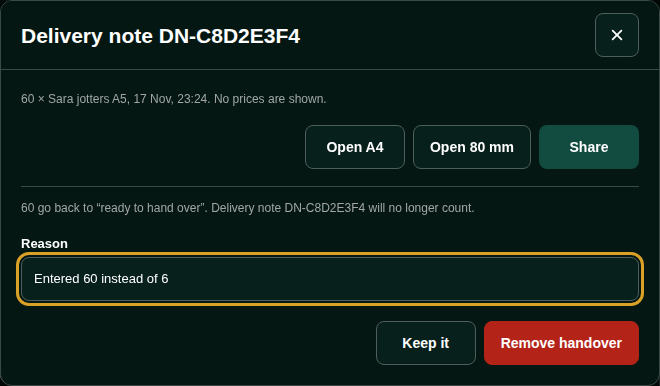 Delivery note DN-C8D2E3F4
60 × Sara jotters A5, 17 Nov, 23:24. No prices are shown.
Open A4
Open 80 mm
Share
60 go back to “ready to hand over”. Delivery note DN-C8D2E3F4 will no longer count.
Reason
Entered 60 instead of 6
Keep it
Remove handover